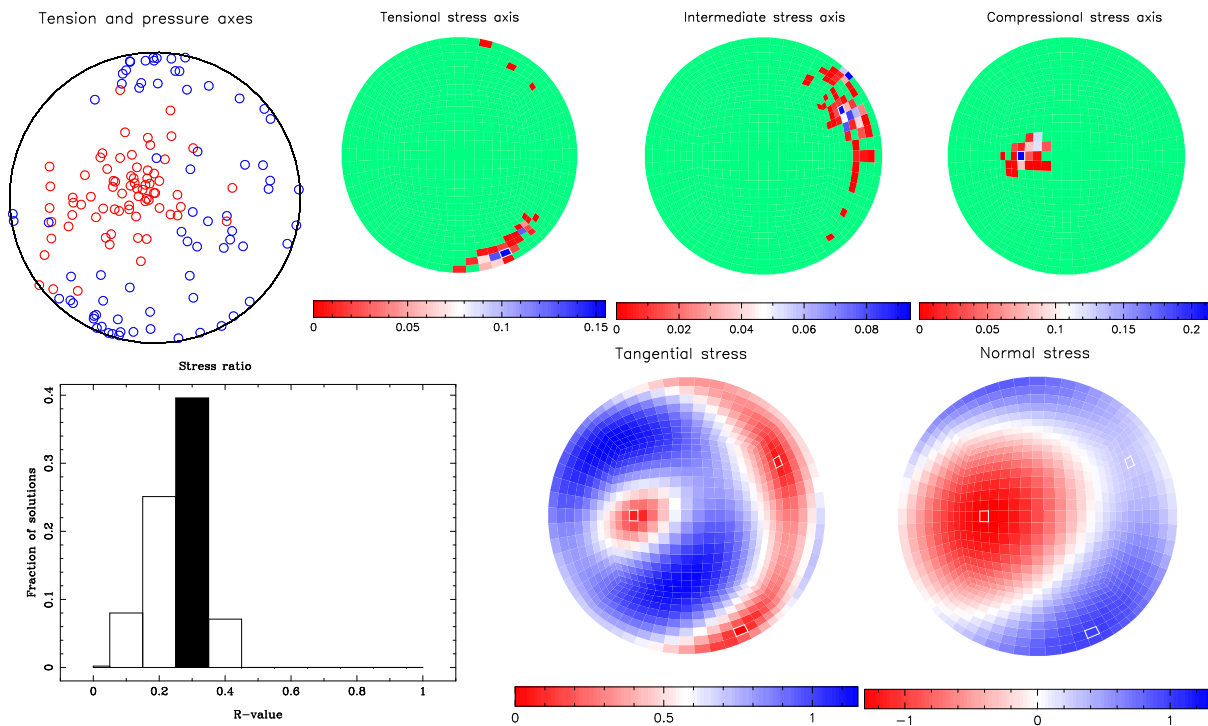 Tension and pressure axes
Tensional stress axis
Intermediate stress axis
Compressional stress axis
0 0.05 0.1 0.15
0 0.02 0.04 0.06 0.08
0 0.05 0.1 0.15 0.2
Stress ratio
Tangential stress
Normal stress
Fraction of solutions
0.4
0.3
0.2
0.1
0
0 0.2 0.4 0.6 0.8 1
R-value
0 0.5 1
−1 0 1